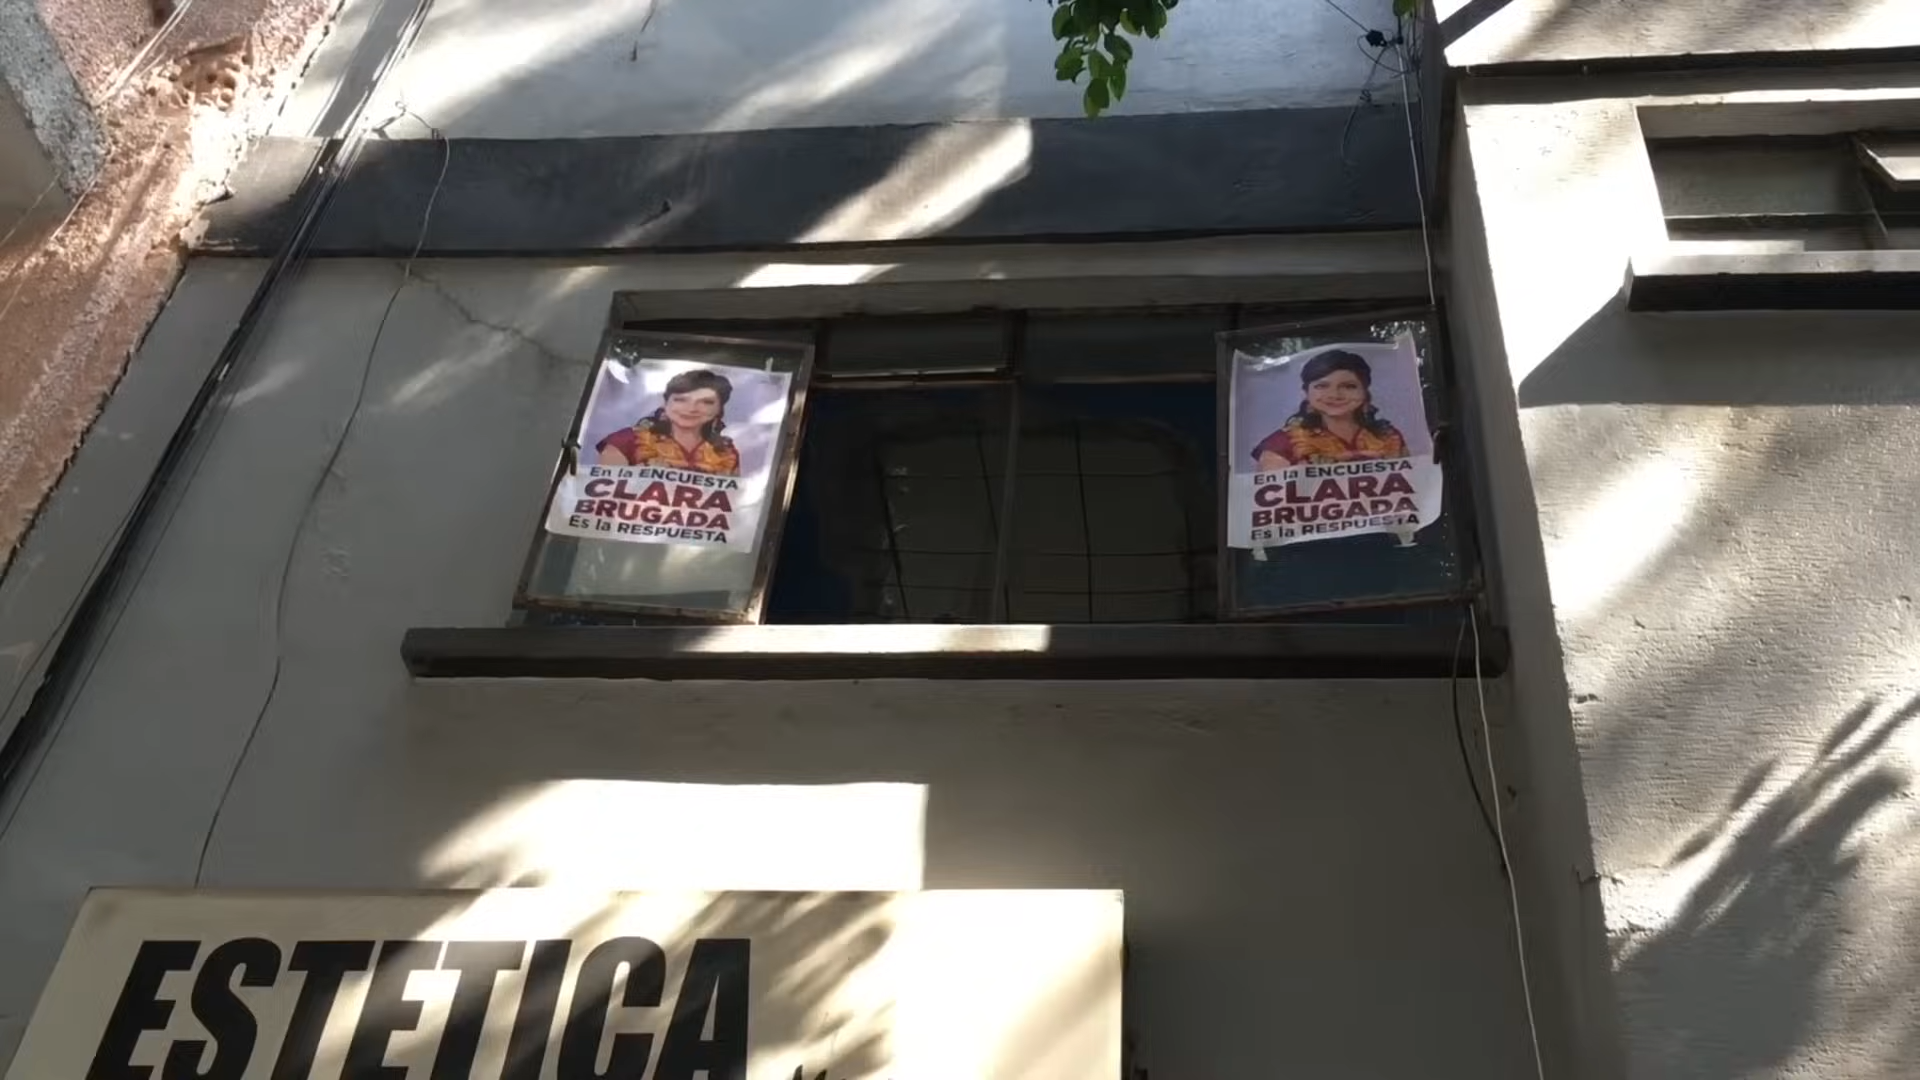 En la ENCUESTA
CLARA
BRUGADA
Es la RESPUESTA
En la ENCUESTA
CLARA
BRUGADA
Es la RESPUESTA
ESTETICA